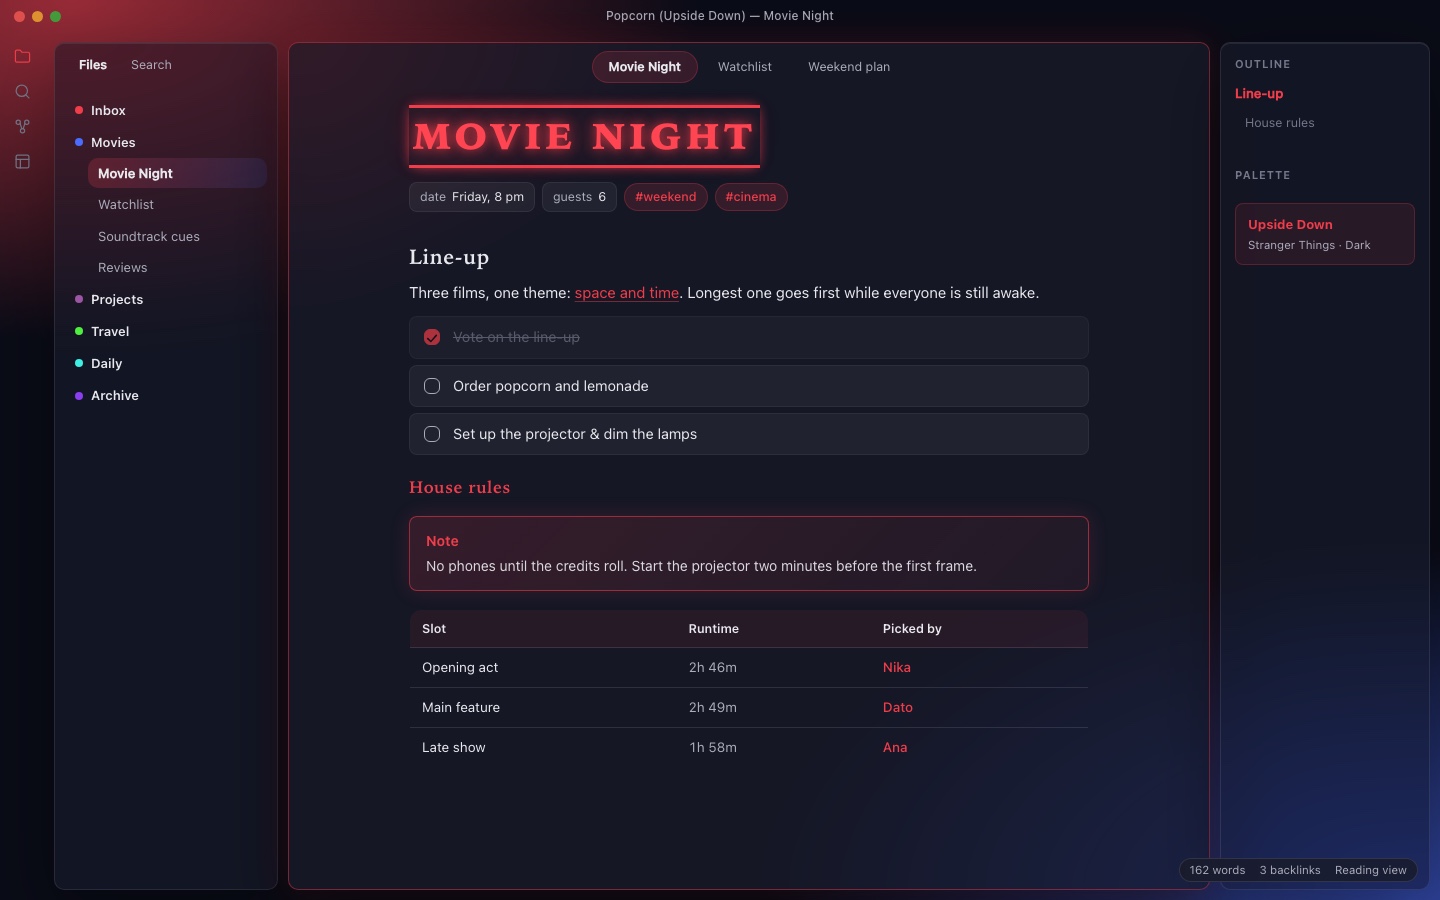 Popcorn (Upside Down) — Movie Night
Files Search
Inbox
Movies
Movie Night
Watchlist
Soundtrack cues
Reviews
Projects
Travel
Daily
Archive
Movie Night Watchlist Weekend plan
MOVIE NIGHT
date Friday, 8 pm guests 6 #weekend #cinema
Line-up
Three films, one theme: space and time. Longest one goes first while everyone is still awake.
Vote on the line-up
Order popcorn and lemonade
Set up the projector & dim the lamps
House rules
Note
No phones until the credits roll. Start the projector two minutes before the first frame.
Slot Runtime Picked by
Opening act 2h 46m Nika
Main feature 2h 49m Dato
Late show 1h 58m Ana
OUTLINE
Line-up
House rules
PALETTE
Upside Down
Stranger Things · Dark
162 words 3 backlinks Reading view